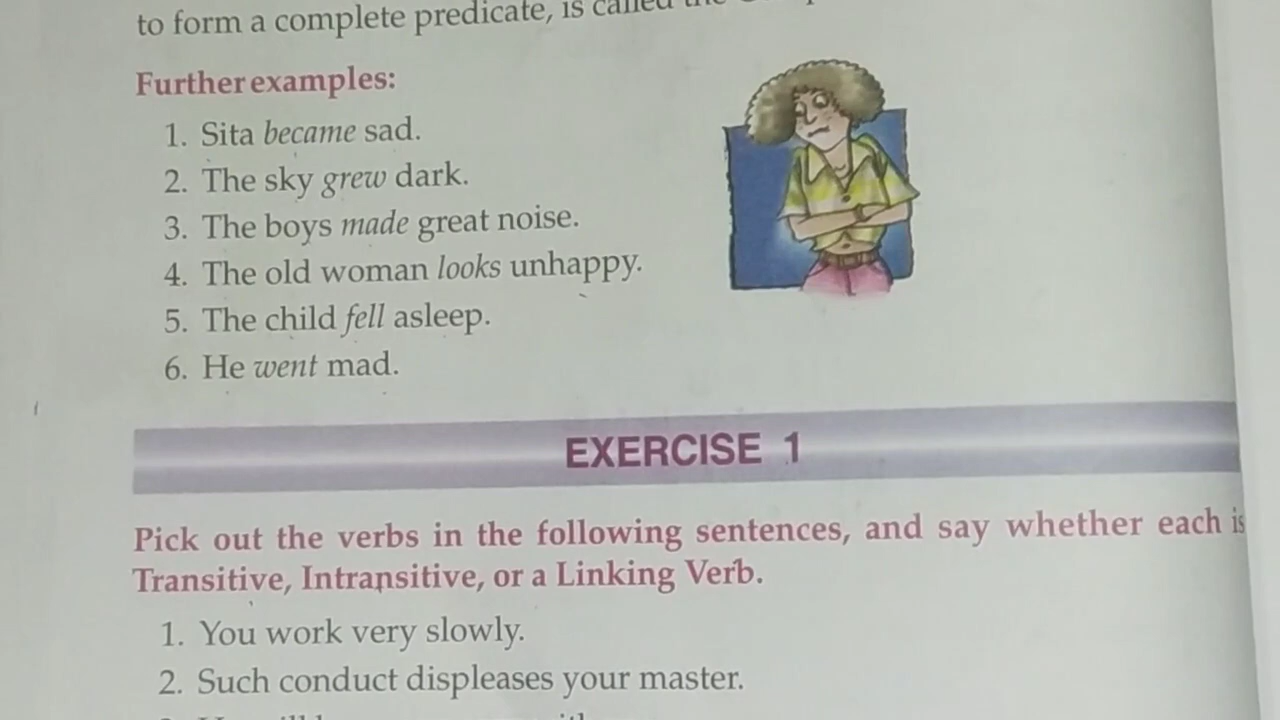 to form a complete predicate, is called the
Further examples:
1. Sita became sad.
2. The sky grew dark.
3. The boys made great noise.
4. The old woman looks unhappy.
5. The child fell asleep.
6. He went mad.
EXERCISE 1
Pick out the verbs in the following sentences, and say whether each is
Transitive, Intransitive, or a Linking Verb.
1. You work very slowly.
2. Such conduct displeases your master.